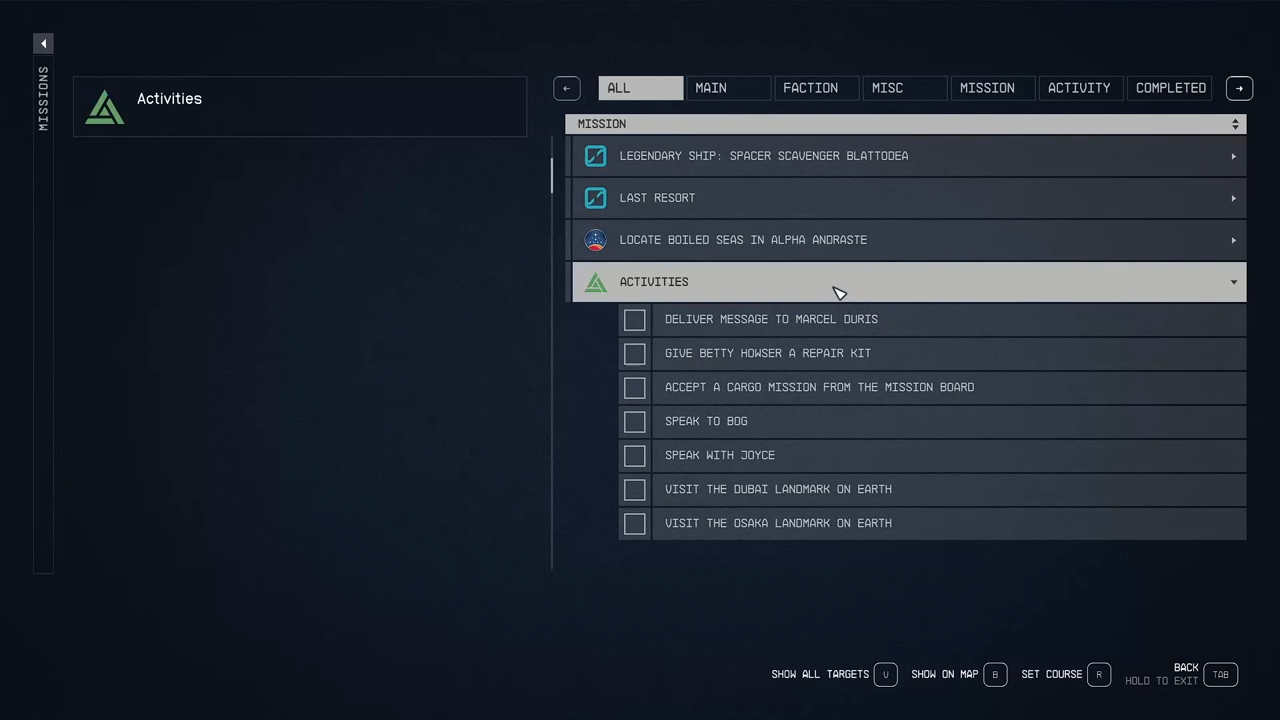 MISSIONS
Activities
ALL MAIN FACTION MISC MISSION ACTIVITY COMPLETED
MISSION
LEGENDARY SHIP: SPACER SCAVENGER BLATTODEA
LAST RESORT
LOCATE BOILED SEAS IN ALPHA ANDRASTE
ACTIVITIES
DELIVER MESSAGE TO MARCEL DURIS
GIVE BETTY HOWSER A REPAIR KIT
ACCEPT A CARGO MISSION FROM THE MISSION BOARD
SPEAK TO BOG
SPEAK WITH JOYCE
VISIT THE DUBAI LANDMARK ON EARTH
VISIT THE OSAKA LANDMARK ON EARTH
SHOW ALL TARGETS V SHOW ON MAP B SET COURSE R BACK TAB
HOLD TO EXIT